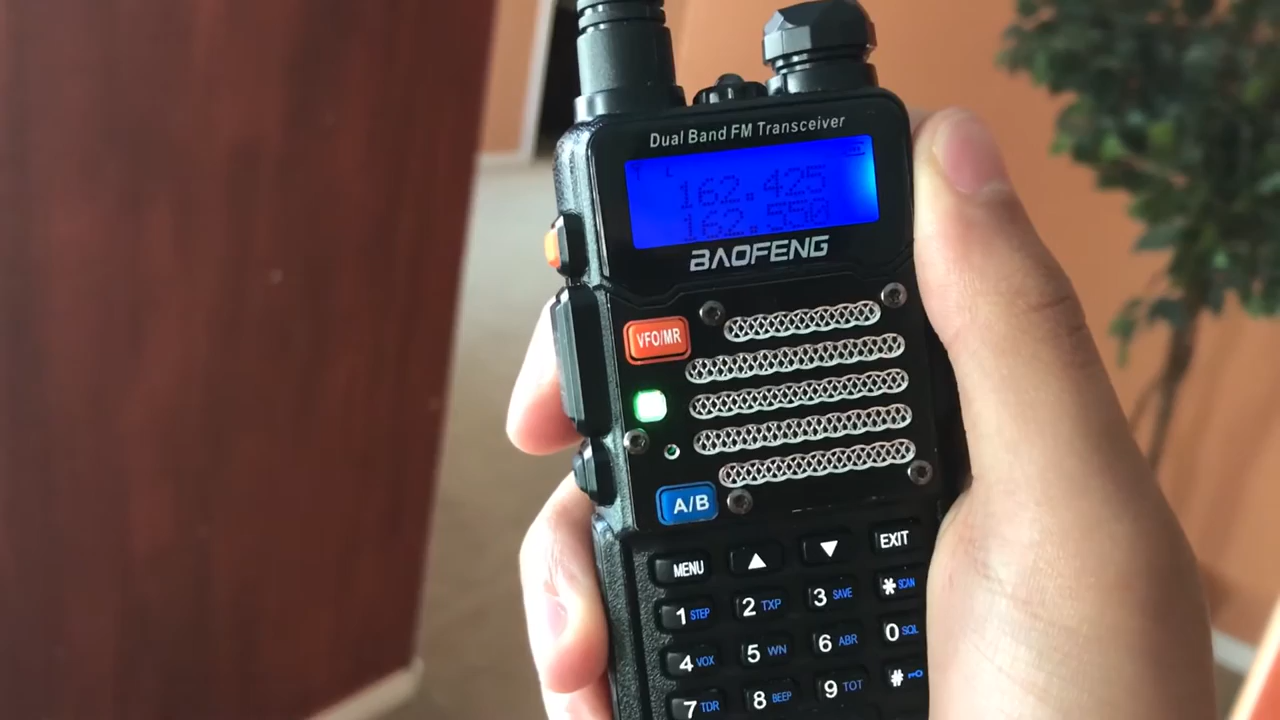 Dual Band FM Transceiver
162.425
162.550
BAOFENG
VFO/MR
A/B
MENU ▲ ▼ EXIT
1 STEP 2 TXP 3 SAVE * SCAN
4 VOX 5 WN 6 ABR 0 SQL
7 TDR 8 BEEP 9 TOT #